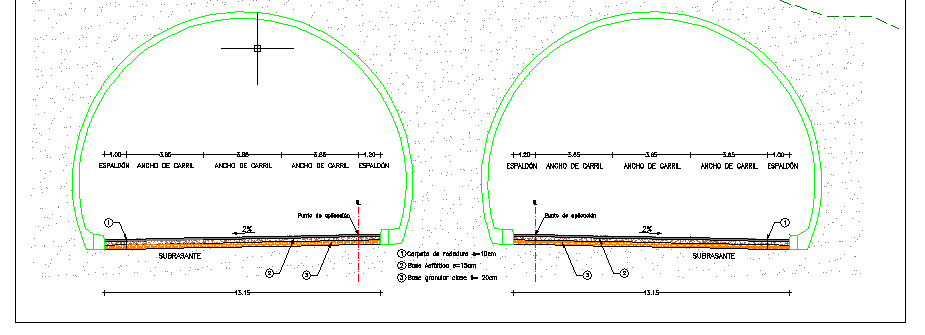 1.00 3.65 3.65 3.65 1.20
ESPALDÓN ANCHO DE CARRIL ANCHO DE CARRIL ANCHO DE CARRIL ESPALDÓN
1.20 3.65 3.65 3.65 1.00
ESPALDÓN ANCHO DE CARRIL ANCHO DE CARRIL ANCHO DE CARRIL ESPALDÓN
Punto de aplicación
1
2%
SUBRASANTE
2
3
13.15
Punto de aplicación
2%
1
SUBRASANTE
3
2
13.15
1 Carpeta de rodadura e=10cm
2 Base Asfáltica e=15cm
3 Base granular clase 1= 20cm